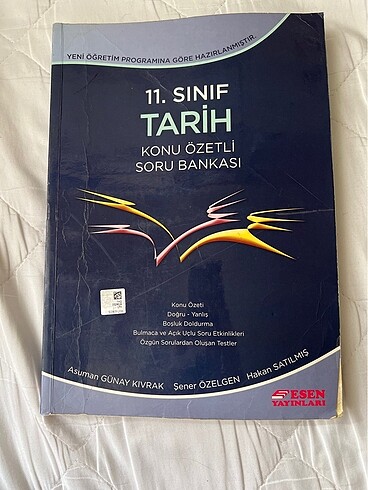 YENİ ÖĞRETİM PROGRAMINA GÖRE HAZIRLANMIŞTIR.
11. SINIF
TARİH
KONU ÖZETLİ
SORU BANKASI
Konu Özeti
Doğru - Yanlış
Boşluk Doldurma
Bulmaca ve Açık Uçlu Soru Etkinlikleri
Özgün Sorulardan Oluşan Testler
Asuman GÜNAY KIVRAK Şener ÖZELGEN Hakan SATILMIŞ
ESEN
YAYINLARI